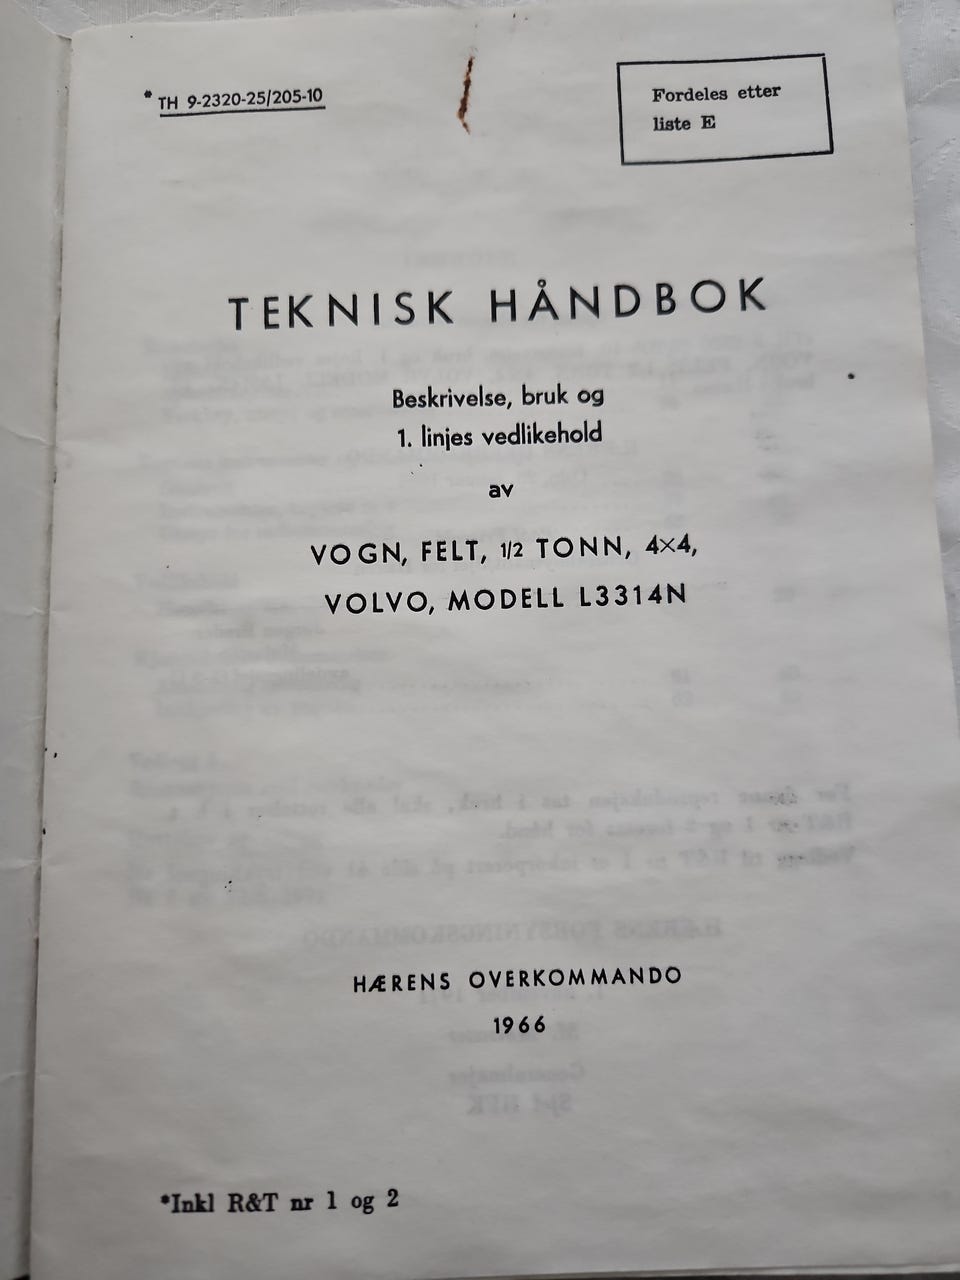 * TH 9-2320-25/205-10
Fordeles etter
liste E
TEKNISK HÅNDBOK
Beskrivelse, bruk og
1. linjes vedlikehold
av
VOGN, FELT, 1/2 TONN, 4×4,
VOLVO, MODELL L3314N
HÆRENS OVERKOMMANDO
1966
*Inkl R&T nr 1 og 2